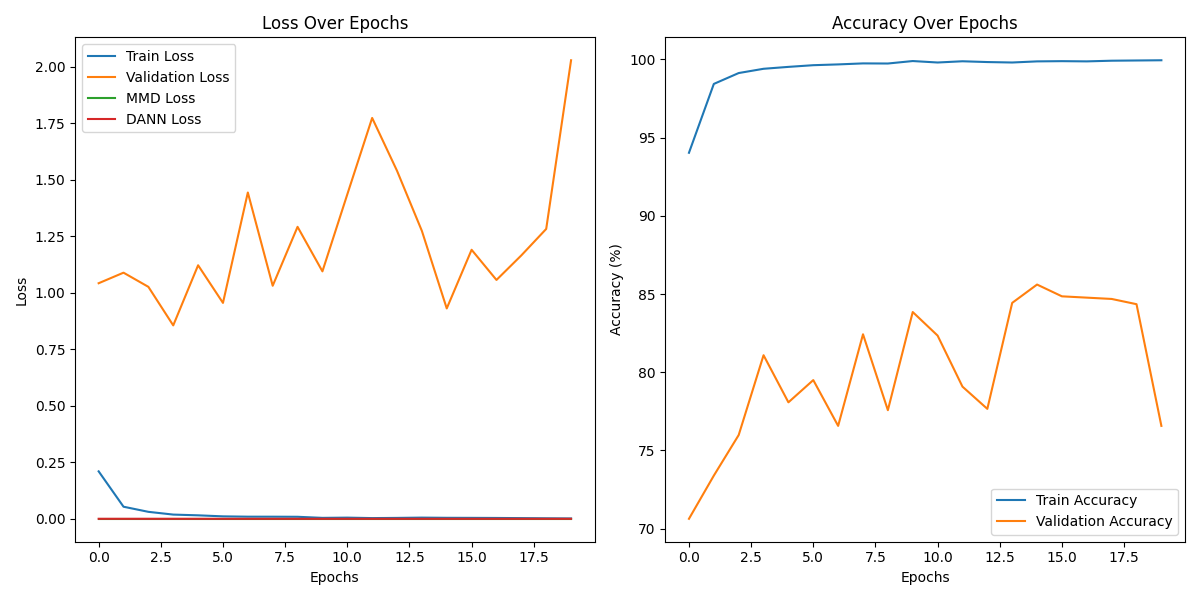 Loss Over Epochs
Train Loss
Validation Loss
MMD Loss
DANN Loss
2.00
1.75
1.50
1.25
1.00
0.75
0.50
0.25
0.00
Loss
0.0 2.5 5.0 7.5 10.0 12.5 15.0 17.5
Epochs
Accuracy Over Epochs
100
95
90
85
80
75
70
Accuracy (%)
Train Accuracy
Validation Accuracy
0.0 2.5 5.0 7.5 10.0 12.5 15.0 17.5
Epochs